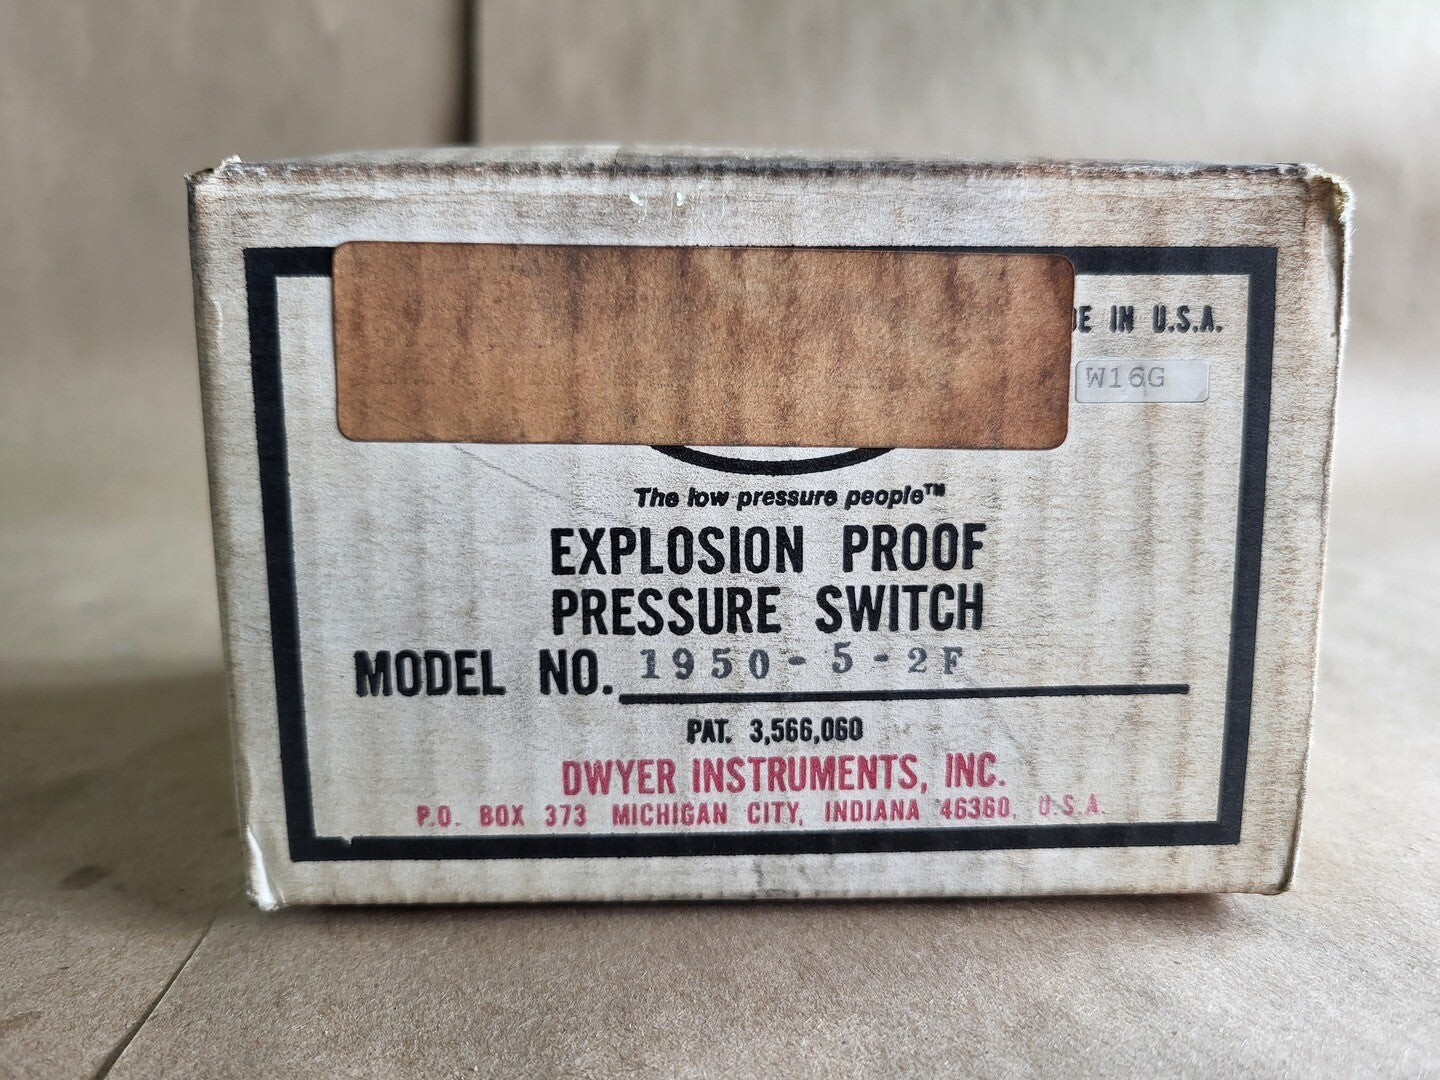 E IN U.S.A.
W16G
The low pressure people™
EXPLOSION PROOF
PRESSURE SWITCH
MODEL NO. 1950-5-2F
PAT. 3,566,060
DWYER INSTRUMENTS, INC.
P.O. BOX 373 MICHIGAN CITY, INDIANA 46360, U.S.A.